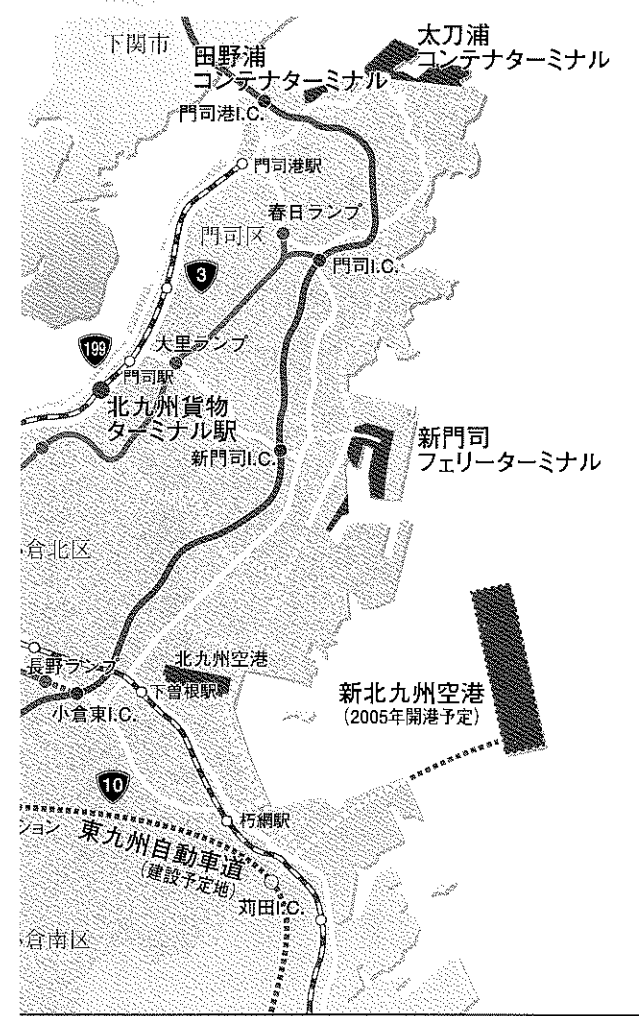 下関市
田野浦
コンテナターミナル
太刀浦
コンテナターミナル
門司港I.C.
門司港駅
春日ランプ
門司区
門司I.C.
3
199
大里ランプ
門司駅
北九州貨物
ターミナル駅
新門司I.C.
新門司
フェリーターミナル
倉北区
北九州空港
長野ランプ
下曽根駅
小倉東I.C.
新北九州空港
(2005年開港予定)
10
朽網駅
ション
東九州自動車道
(建設予定地)
苅田I.C.
倉南区